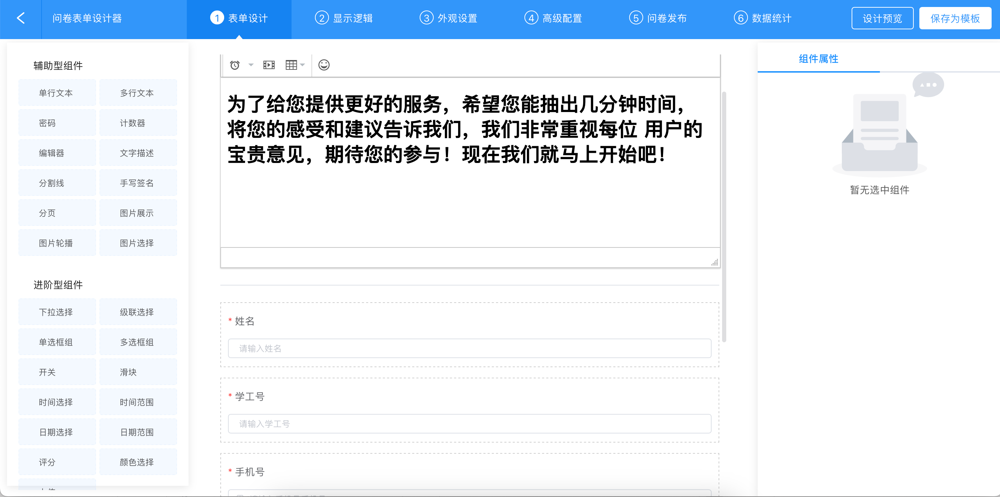 问卷表单设计器
1 表单设计
2 显示逻辑
3 外观设置
4 高级配置
5 问卷发布
6 数据统计
设计预览
保存为模板
辅助型组件
单行文本 多行文本
密码 计数器
编辑器 文字描述
分割线 手写签名
分页 图片展示
图片轮播 图片选择
进阶型组件
下拉选择 级联选择
单选框组 多选框组
开关 滑块
时间选择 时间范围
日期选择 日期范围
评分 颜色选择
为了给您提供更好的服务，希望您能抽出几分钟时间，
将您的感受和建议告诉我们，我们非常重视每位 用户的
宝贵意见，期待您的参与！现在我们就马上开始吧！
* 姓名
请输入姓名
* 学工号
请输入学工号
* 手机号
组件属性
暂无选中组件